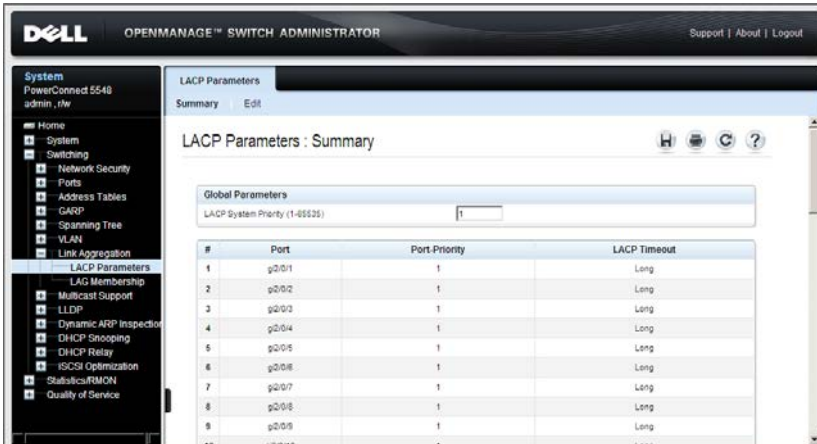 DELL
OPENMANAGE™ SWITCH ADMINISTRATOR
Support | About | Logout
System
PowerConnect 5548
admin , r/w
Home
System
Switching
Network Security
Ports
Address Tables
GARP
Spanning Tree
VLAN
Link Aggregation
LACP Parameters
LAG Membership
Multicast Support
LLDP
Dynamic ARP Inspection
DHCP Snooping
DHCP Relay
iSCSI Optimization
Statistics/RMON
Quality of Service
LACP Parameters
Summary Edit
LACP Parameters : Summary
Global Parameters
LACP System Priority (1-65535) 1
# Port Port-Priority LACP Timeout
1 gi2/0/1 1 Long
2 gi2/0/2 1 Long
3 gi2/0/3 1 Long
4 gi2/0/4 1 Long
5 gi2/0/5 1 Long
6 gi2/0/6 1 Long
7 gi2/0/7 1 Long
8 gi2/0/8 1 Long
9 gi2/0/9 1 Long